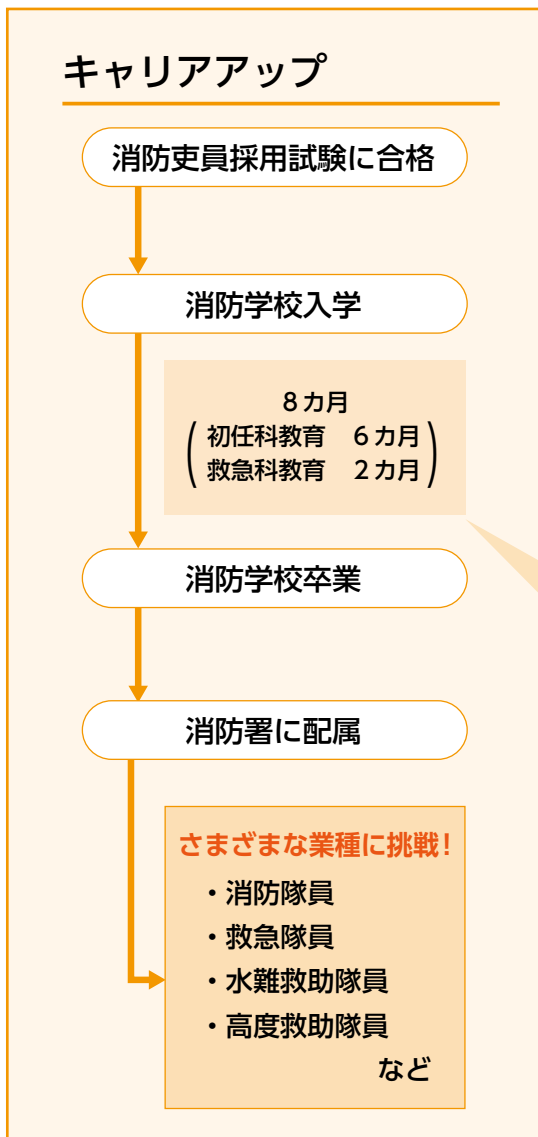 キャリアアップ
消防吏員採用試験に合格
消防学校入学
8カ月
(初任科教育　6カ月
救急科教育　2カ月)
消防学校卒業
消防署に配属
さまざまな業種に挑戦!
・消防隊員
・救急隊員
・水難救助隊員
・高度救助隊員
など